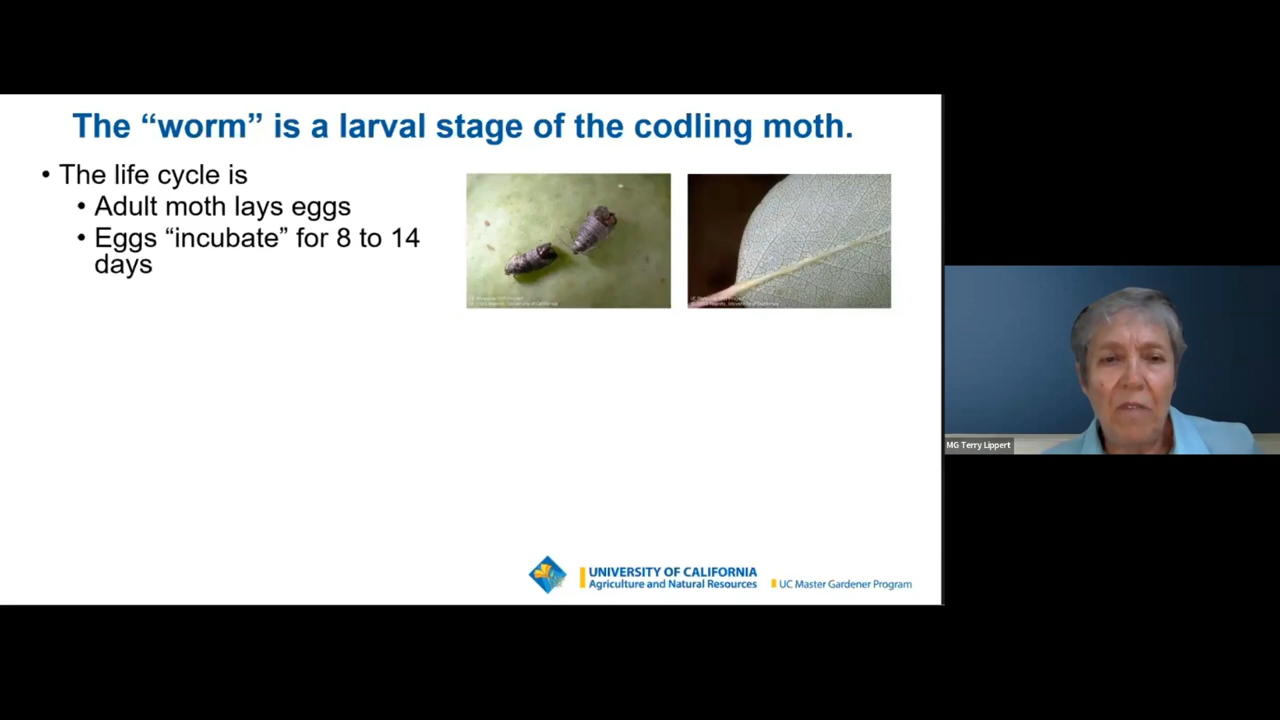 The “worm” is a larval stage of the codling moth.
• The life cycle is
• Adult moth lays eggs
• Eggs “incubate” for 8 to 14
days
MG Terry Lippert
UNIVERSITY OF CALIFORNIA
Agriculture and Natural Resources
UC Master Gardener Program